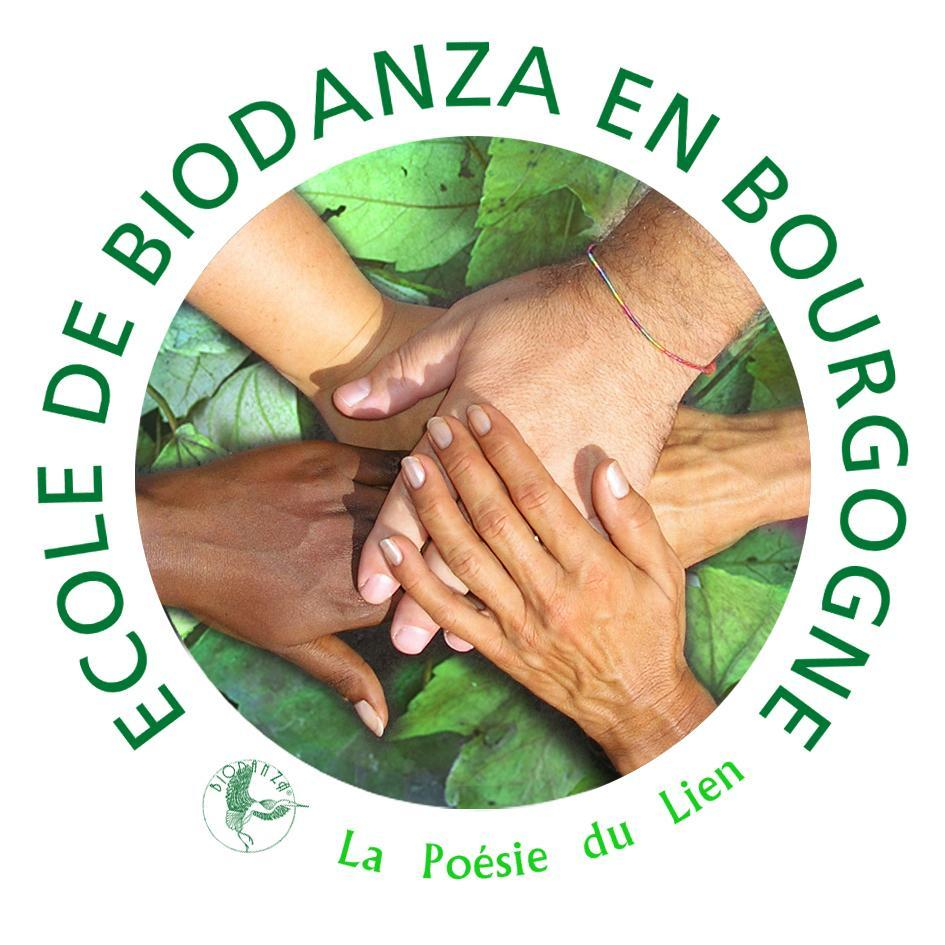 ECOLE DE BIODANZA EN BOURGOGNE
BIODANZA®
La Poésie du Lien